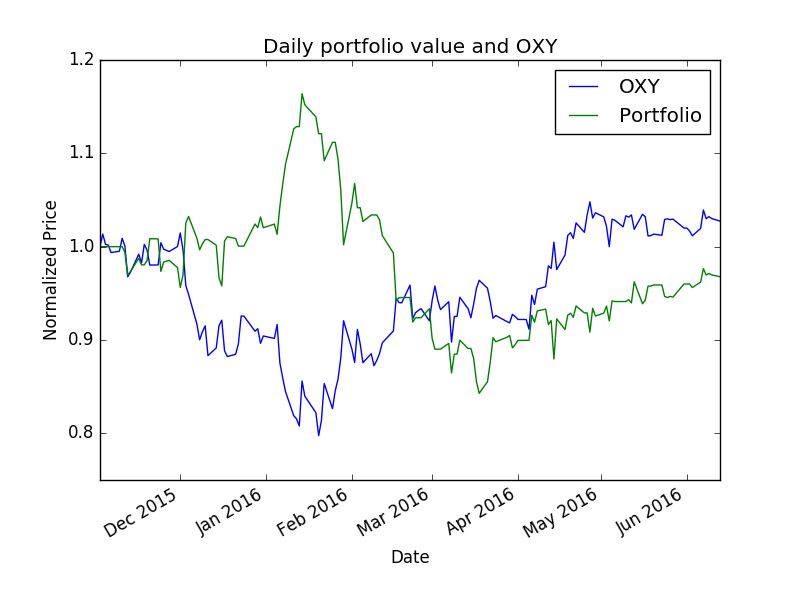 Daily portfolio value and OXY
OXY
Portfolio
1.2
1.1
1.0
0.9
0.8
Normalized Price
Dec 2015
Jan 2016
Feb 2016
Mar 2016
Apr 2016
May 2016
Jun 2016
Date